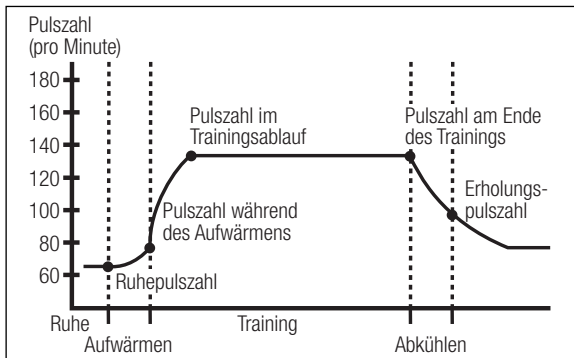 Pulszahl
(pro Minute)
180
160
140
120
100
80
60
Pulszahl im
Trainingsablauf
Pulszahl am Ende
des Trainings
Pulszahl während
des Aufwärmens
Erholungs-
pulszahl
Ruhepulszahl
Ruhe
Training
Aufwärmen
Abkühlen